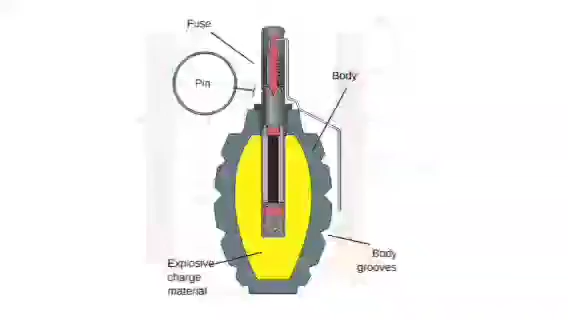 Fuse
Pin
Body
Body
grooves
Explosive
charge
material